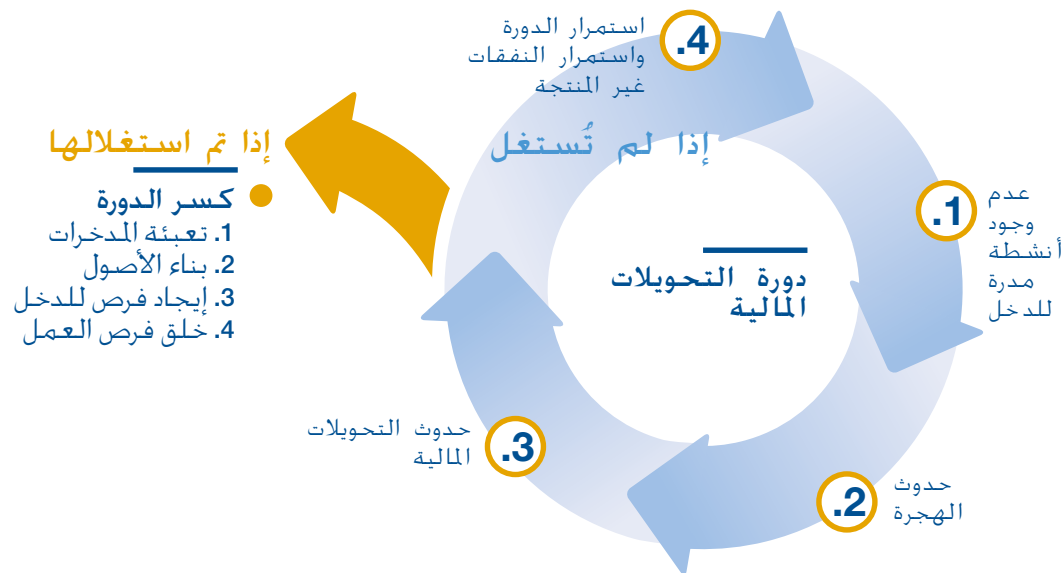 دورة التحويلات
المالية
1.
عدم
وجود
أنشطة
مدرة
للدخل
2.
حدوث
الهجرة
3.
حدوث التحويلات
المالية
4.
استمرار الدورة
واستمرار النفقات
غير المنتجة
إذا لم تُستغل
إذا تم استغلالها
كسر الدورة
1. تعبئة المدخرات
2. بناء الأصول
3. إيجاد فرص للدخل
4. خلق فرص العمل